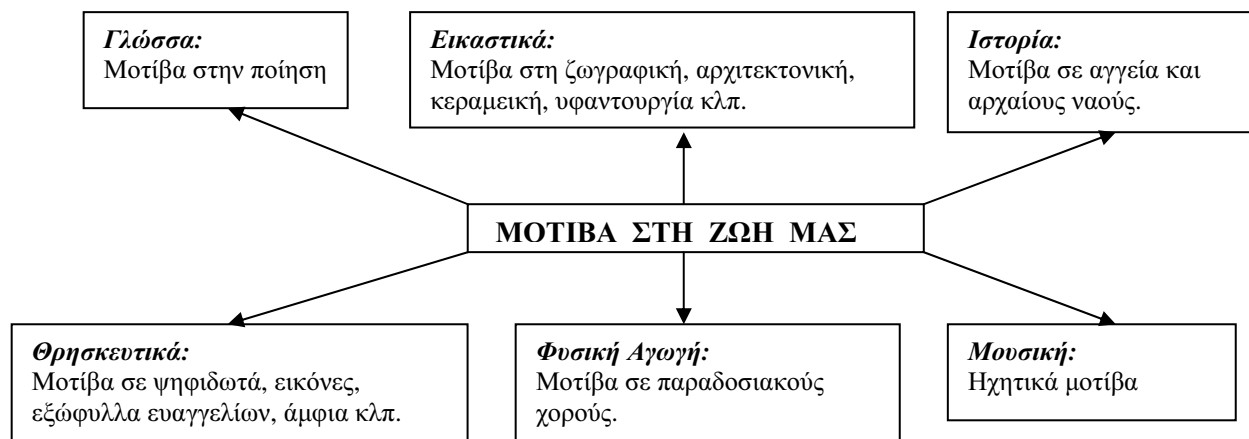 Γλώσσα:
Μοτίβα στην ποίηση
Εικαστικά:
Μοτίβα στη ζωγραφική, αρχιτεκτονική,
κεραμεική, υφαντουργία κλπ.
Ιστορία:
Μοτίβα σε αγγεία και
αρχαίους ναούς.
ΜΟΤΙΒΑ ΣΤΗ ΖΩΗ ΜΑΣ
Θρησκευτικά:
Μοτίβα σε ψηφιδωτά, εικόνες,
εξώφυλλα ευαγγελίων, άμφια κλπ.
Φυσική Αγωγή:
Μοτίβα σε παραδοσιακούς
χορούς.
Μουσική:
Ηχητικά μοτίβα